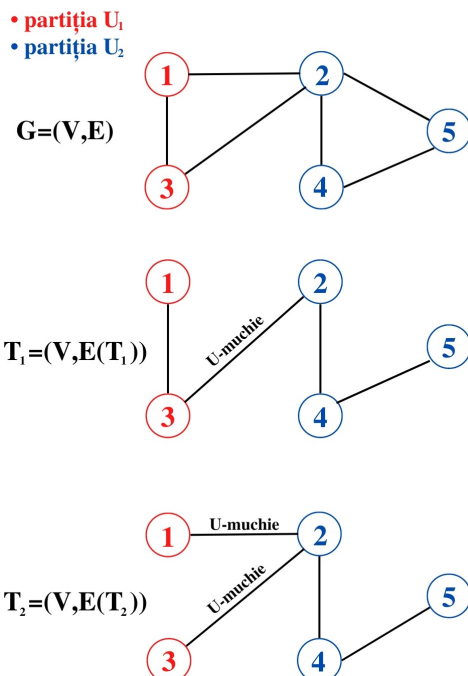 • partiția U₁
• partiția U₂
1 2
G=(V,E)
5
3 4
1 2
U-muchie
T₁=(V,E(T₁))
5
3 4
1 U-muchie 2
U-muchie
T₂=(V,E(T₂))
5
3 4